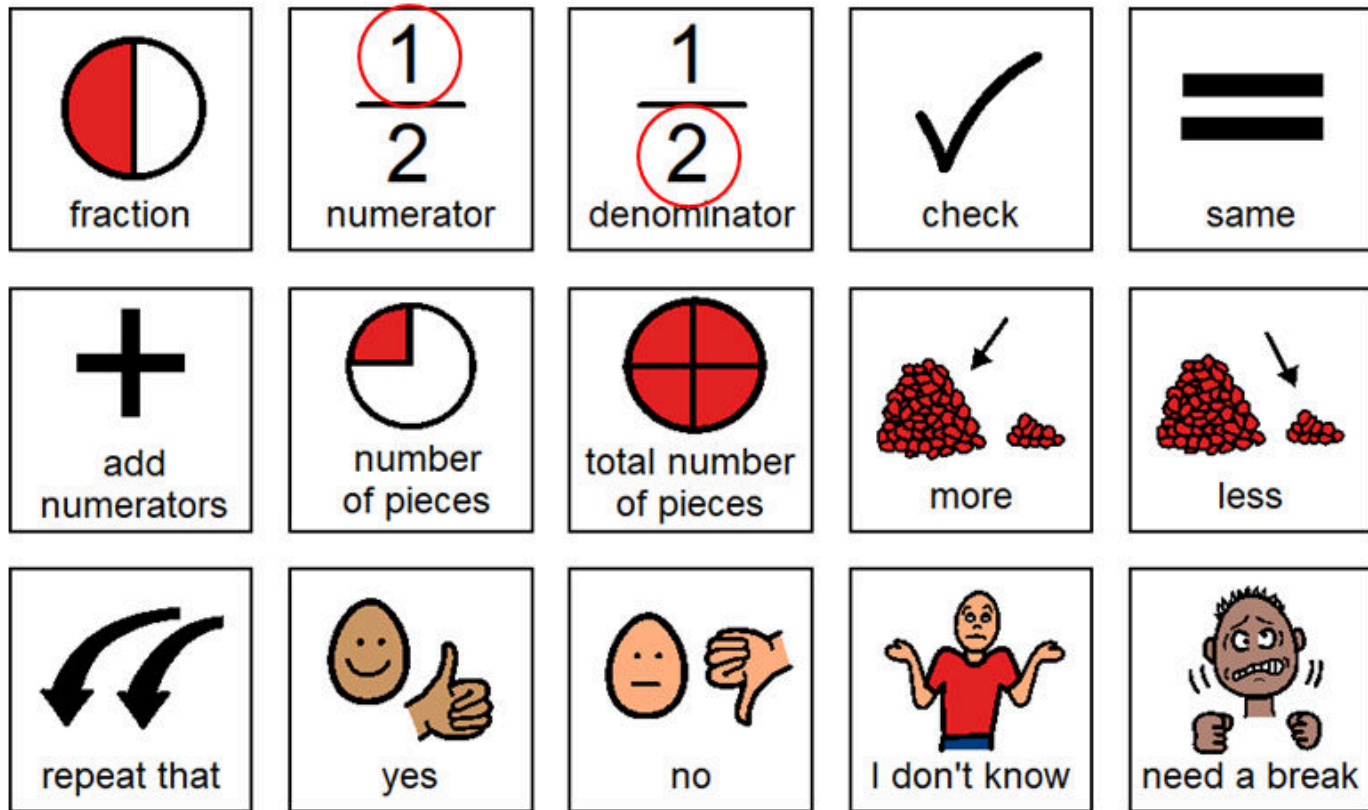 1
2
fraction
numerator
1
2
denominator
check
same
add
numerators
number
of pieces
total number
of pieces
more
less
repeat that
yes
no
I don't know
need a break